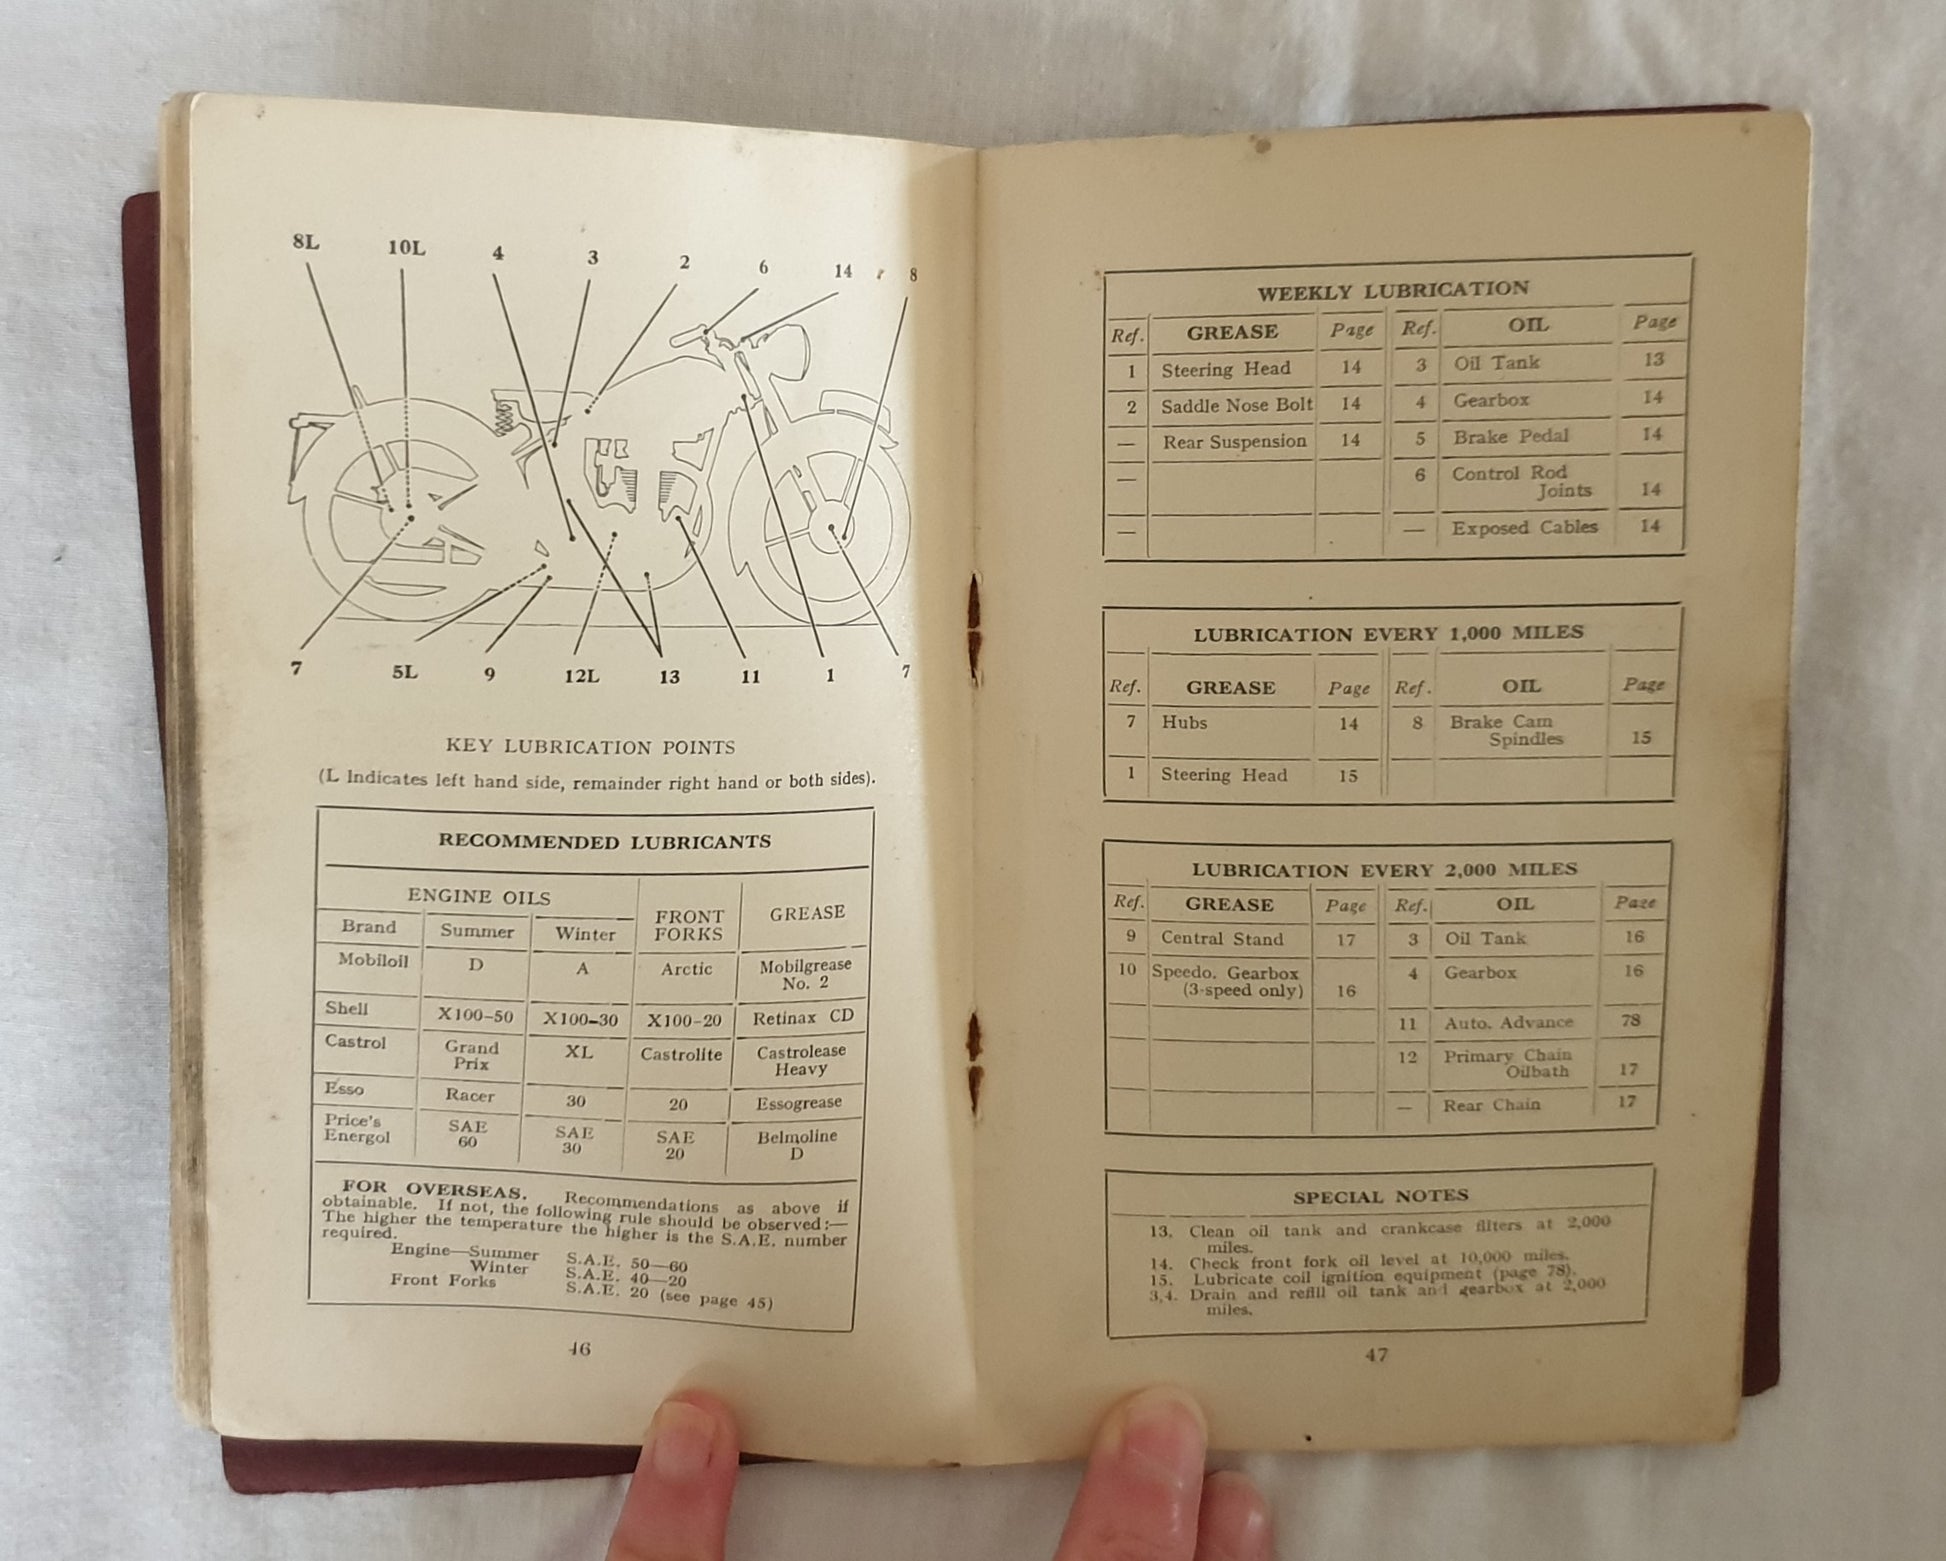 8L 10L 4 3 2 6 14 8
7 5L 9 12L 13 11 1 7
KEY LUBRICATION POINTS
(L Indicates left hand side, remainder right hand or both sides).
RECOMMENDED LUBRICANTS
ENGINE OILS FRONT FORKS GREASE
Brand Summer Winter
Mobiloil D A Arctic Mobilgrease
No. 2
Shell X100-50 X100-30 X100-20 Retinax CD
Castrol Grand XL Castrolite Castrolease
Prix Heavy
Esso Racer 30 20 Essogrease
Price's SAE SAE SAE Belmoline
Energol 60 30 20 D
FOR OVERSEAS. Recommendations as above if
obtainable. If not, the following rule should be observed:—
The higher the temperature the higher is the S.A.E. number
required.
Engine—Summer S.A.E. 50—60
Winter S.A.E. 40—20
Front Forks S.A.E. 20 (see page 45)
46
WEEKLY LUBRICATION
Ref. GREASE Page Ref. OIL Page
1 Steering Head 14 3 Oil Tank 13
2 Saddle Nose Bolt 14 4 Gearbox 14
— Rear Suspension 14 5 Brake Pedal 14
— 6 Control Rod
Joints 14
— — Exposed Cables 14
LUBRICATION EVERY 1,000 MILES
Ref. GREASE Page Ref. OIL Page
7 Hubs 14 8 Brake Cam
Spindles 15
1 Steering Head 15
LUBRICATION EVERY 2,000 MILES
Ref. GREASE Page Ref. OIL Page
9 Central Stand 17 3 Oil Tank 16
10 Speedo. Gearbox 4 Gearbox 16
(3-speed only) 16
11 Auto. Advance 78
12 Primary Chain
Oilbath 17
— Rear Chain 17
SPECIAL NOTES
13. Clean oil tank and crankcase filters at 2,000
miles.
14. Check front fork oil level at 10,000 miles.
15. Lubricate coil ignition equipment (page 78).
3,4. Drain and refill oil tank and gearbox at 2,000
miles.
47